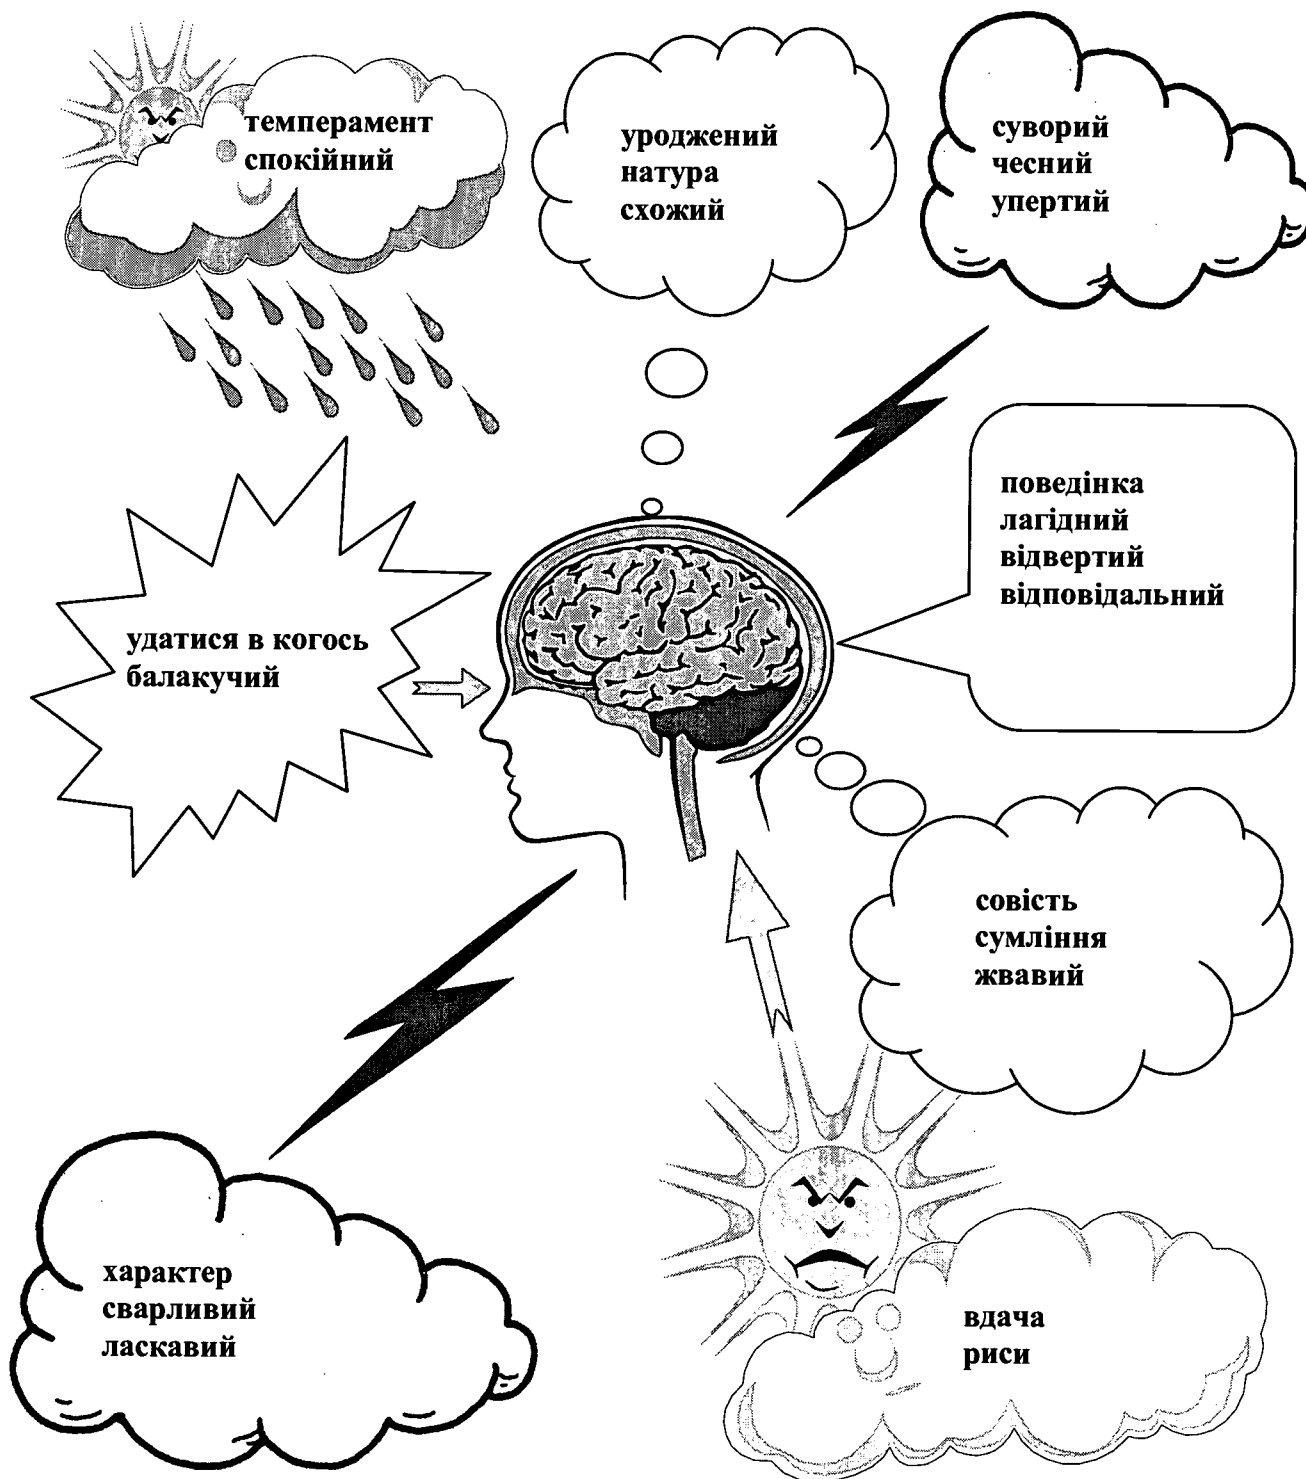 темперамент
спокійний
уроджений
натура
схожий
суворий
чесний
упертий
поведінка
лагідний
відвертий
відповідальний
удатися в когось
балакучий
совість
сумління
жвавий
характер
сварливий
ласкавий
вдача
риси